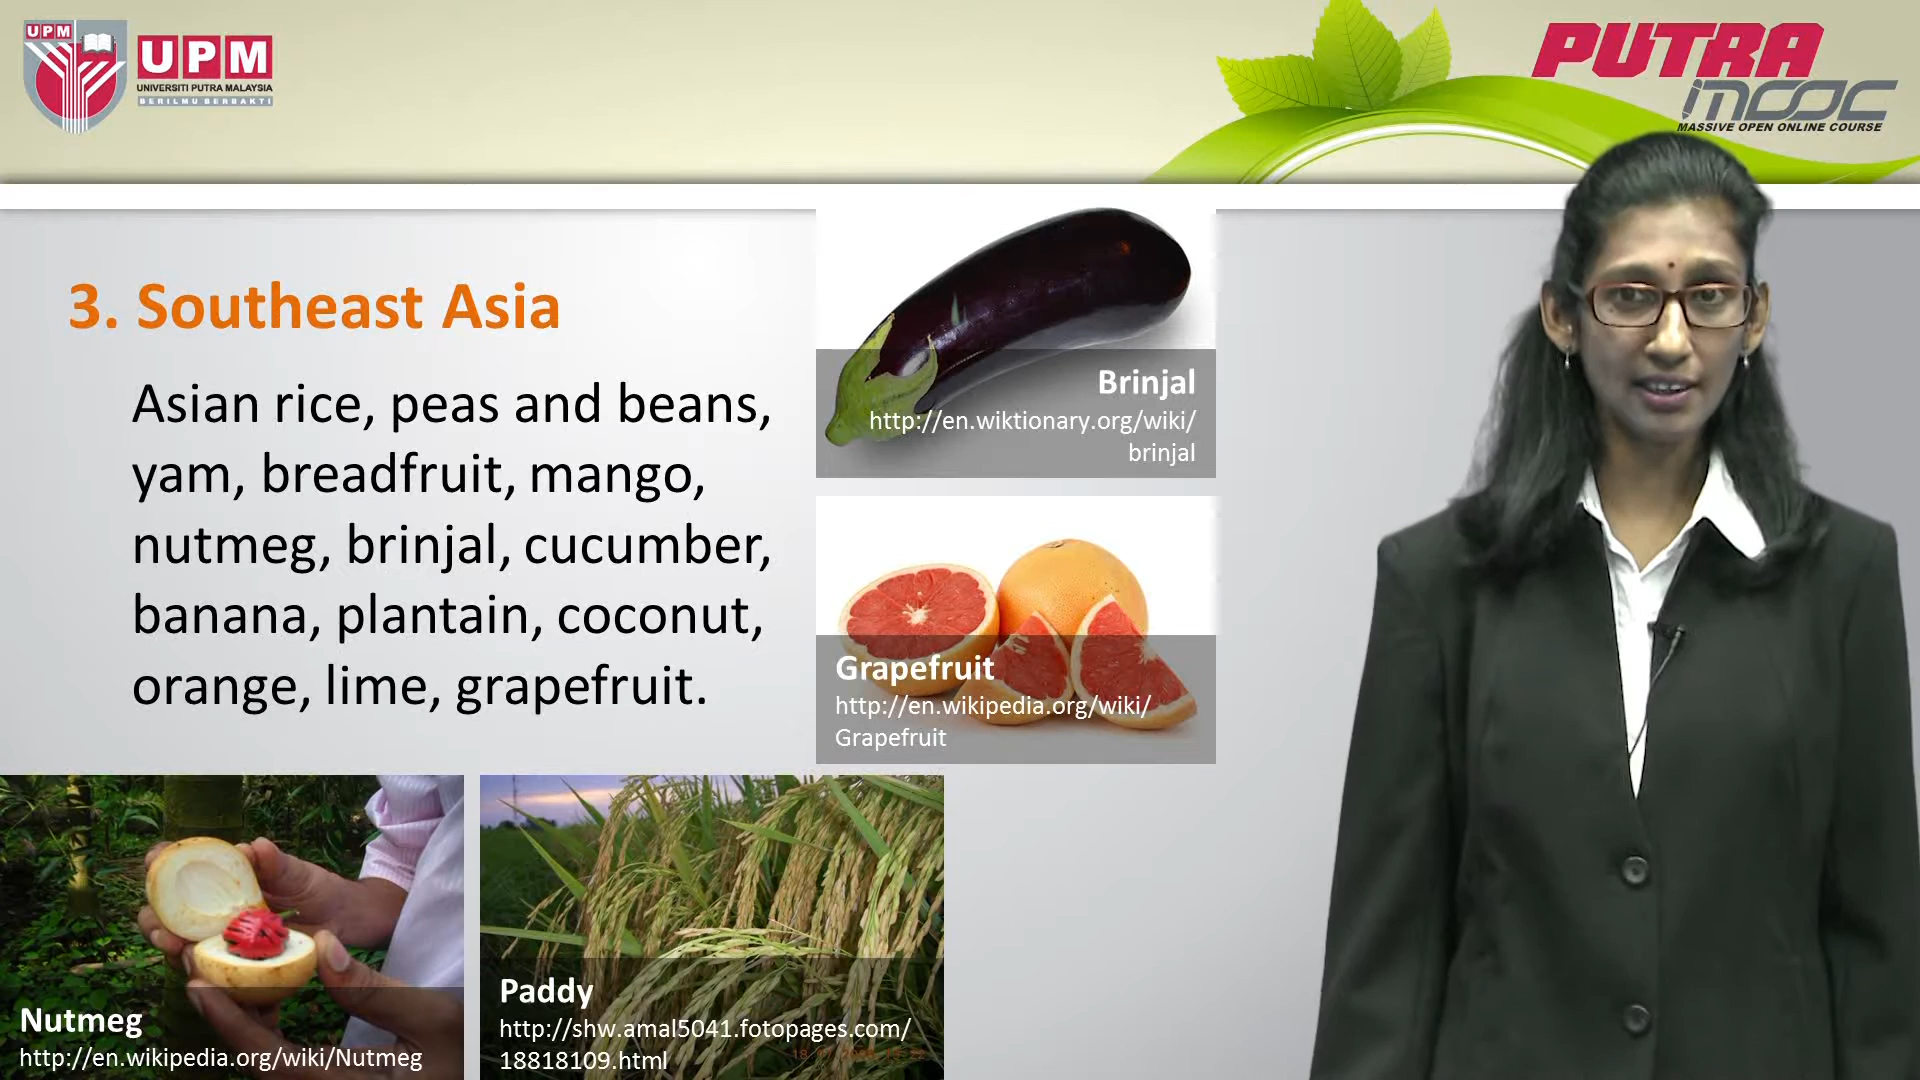 UPM
UPM
UNIVERSITI PUTRA MALAYSIA
BERILMU BERBAKTI
PUTRA
mooc
MASSIVE OPEN ONLINE COURSE
3. Southeast Asia
Asian rice, peas and beans,
yam, breadfruit, mango,
nutmeg, brinjal, cucumber,
banana, plantain, coconut,
orange, lime, grapefruit.
Brinjal
http://en.wiktionary.org/wiki/
brinjal
Grapefruit
http://en.wikipedia.org/wiki/
Grapefruit
Nutmeg
http://en.wikipedia.org/wiki/Nutmeg
Paddy
http://shw.amal5041.fotopages.com/
18818109.html